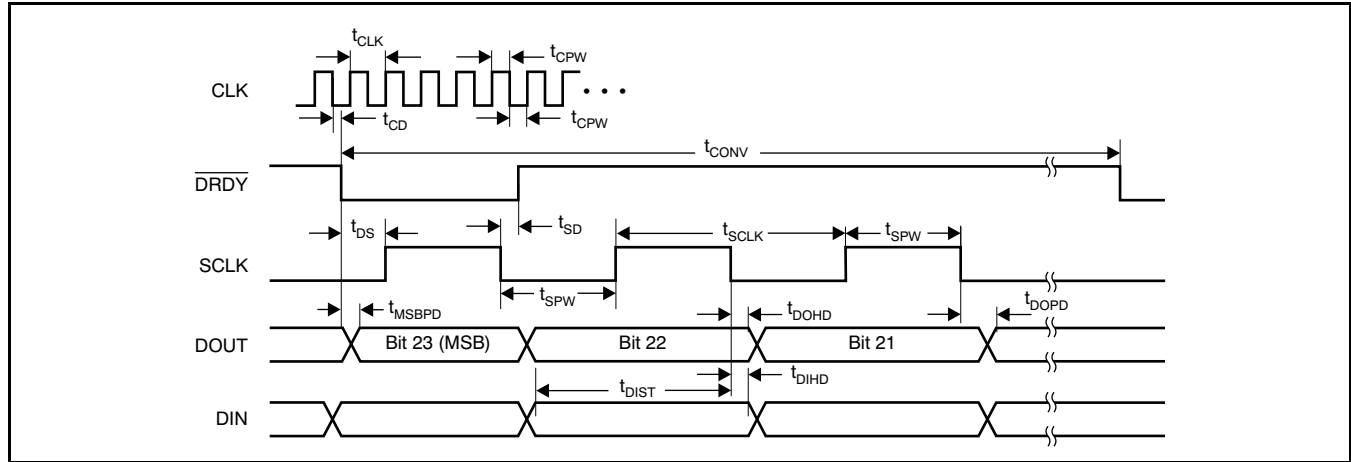 tCLK
tCPW
CLK
tCD
tCPW
tCONV
DRDY
tDS
tSD
tSCLK
tSPW
SCLK
tSPW
tMSBPD
tDOHD
tDOPD
DOUT
Bit 23 (MSB)
Bit 22
Bit 21
tDIST
tDIHD
DIN